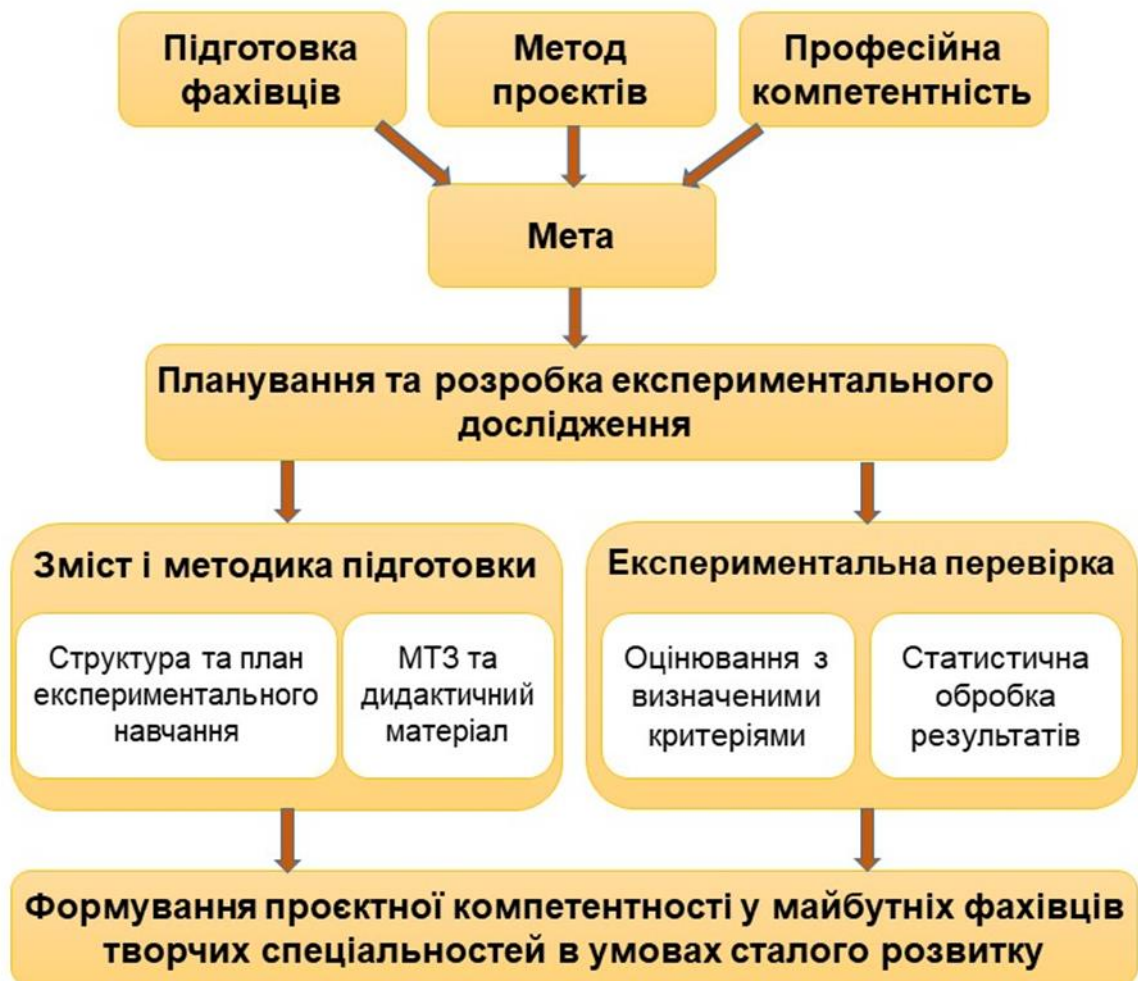 Підготовка
фахівців
Метод
проєктів
Професійна
компетентність
Мета
Планування та розробка експериментального
дослідження
Зміст і методика підготовки
Структура та план
експериментального
навчання
МТЗ та
дидактичний
матеріал
Експериментальна перевірка
Оцінювання з
визначеними
критеріями
Статистична
обробка
результатів
Формування проєктної компетентності у майбутніх фахівців
творчих спеціальностей в умовах сталого розвитку